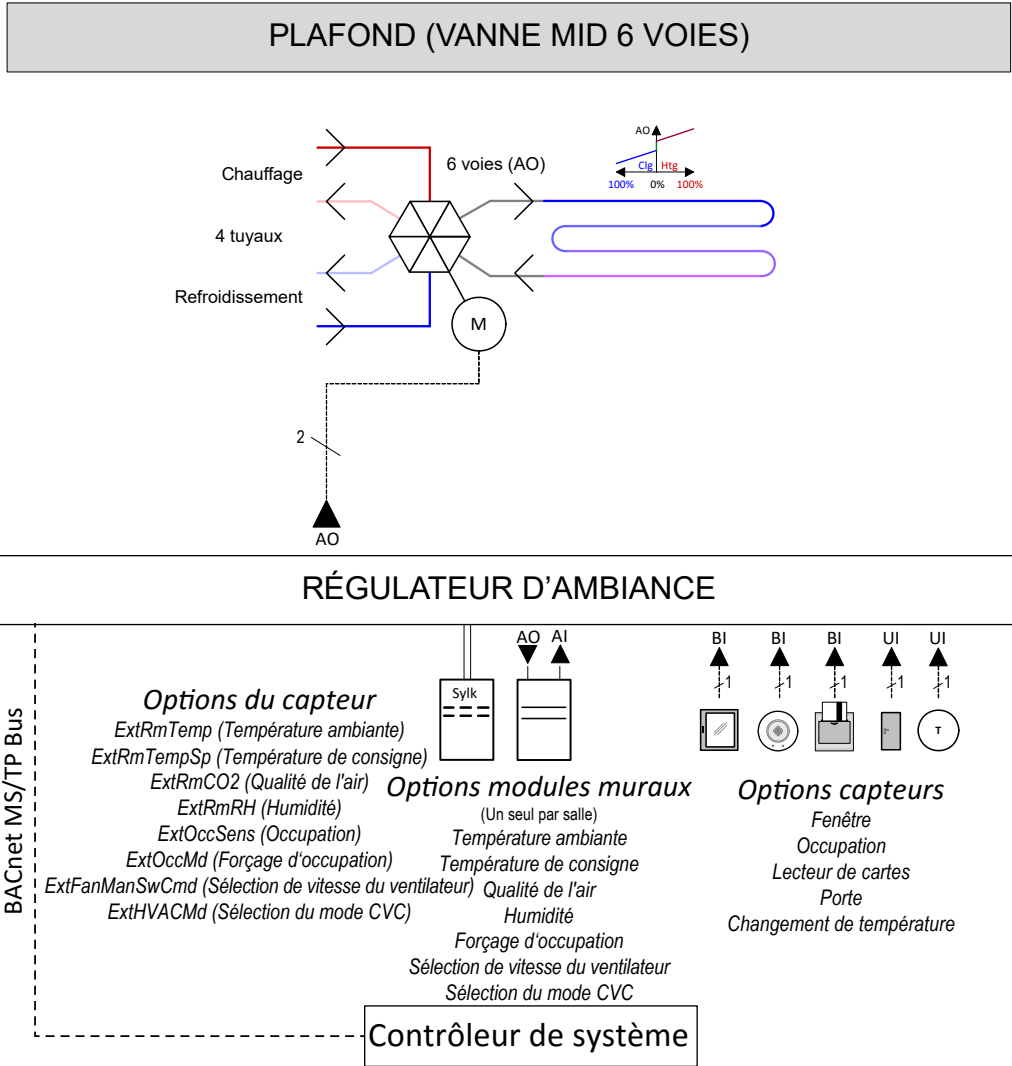 PLAFOND (VANNE MID 6 VOIES)
Chauffage
4 tuyaux
Refroidissement
6 voies (AO)
AO
Clg Htg
100% 0% 100%
M
2
AO
RÉGULATEUR D’AMBIANCE
BACnet MS/TP Bus
Options du capteur
ExtRmTemp (Température ambiante)
ExtRmTempSp (Température de consigne)
ExtRmCO2 (Qualité de l'air)
ExtRmRH (Humidité)
ExtOccSens (Occupation)
ExtOccMd (Forçage d‘occupation)
ExtFanManSwCmd (Sélection de vitesse du ventilateur)
ExtHVACMd (Sélection du mode CVC)
Sylk
AO AI
Options modules muraux
(Un seul par salle)
Température ambiante
Température de consigne
Qualité de l'air
Humidité
Forçage d‘occupation
Sélection de vitesse du ventilateur
Sélection du mode CVC
BI BI BI UI UI
1 1 1 1 1
T
Options capteurs
Fenêtre
Occupation
Lecteur de cartes
Porte
Changement de température
Contrôleur de système